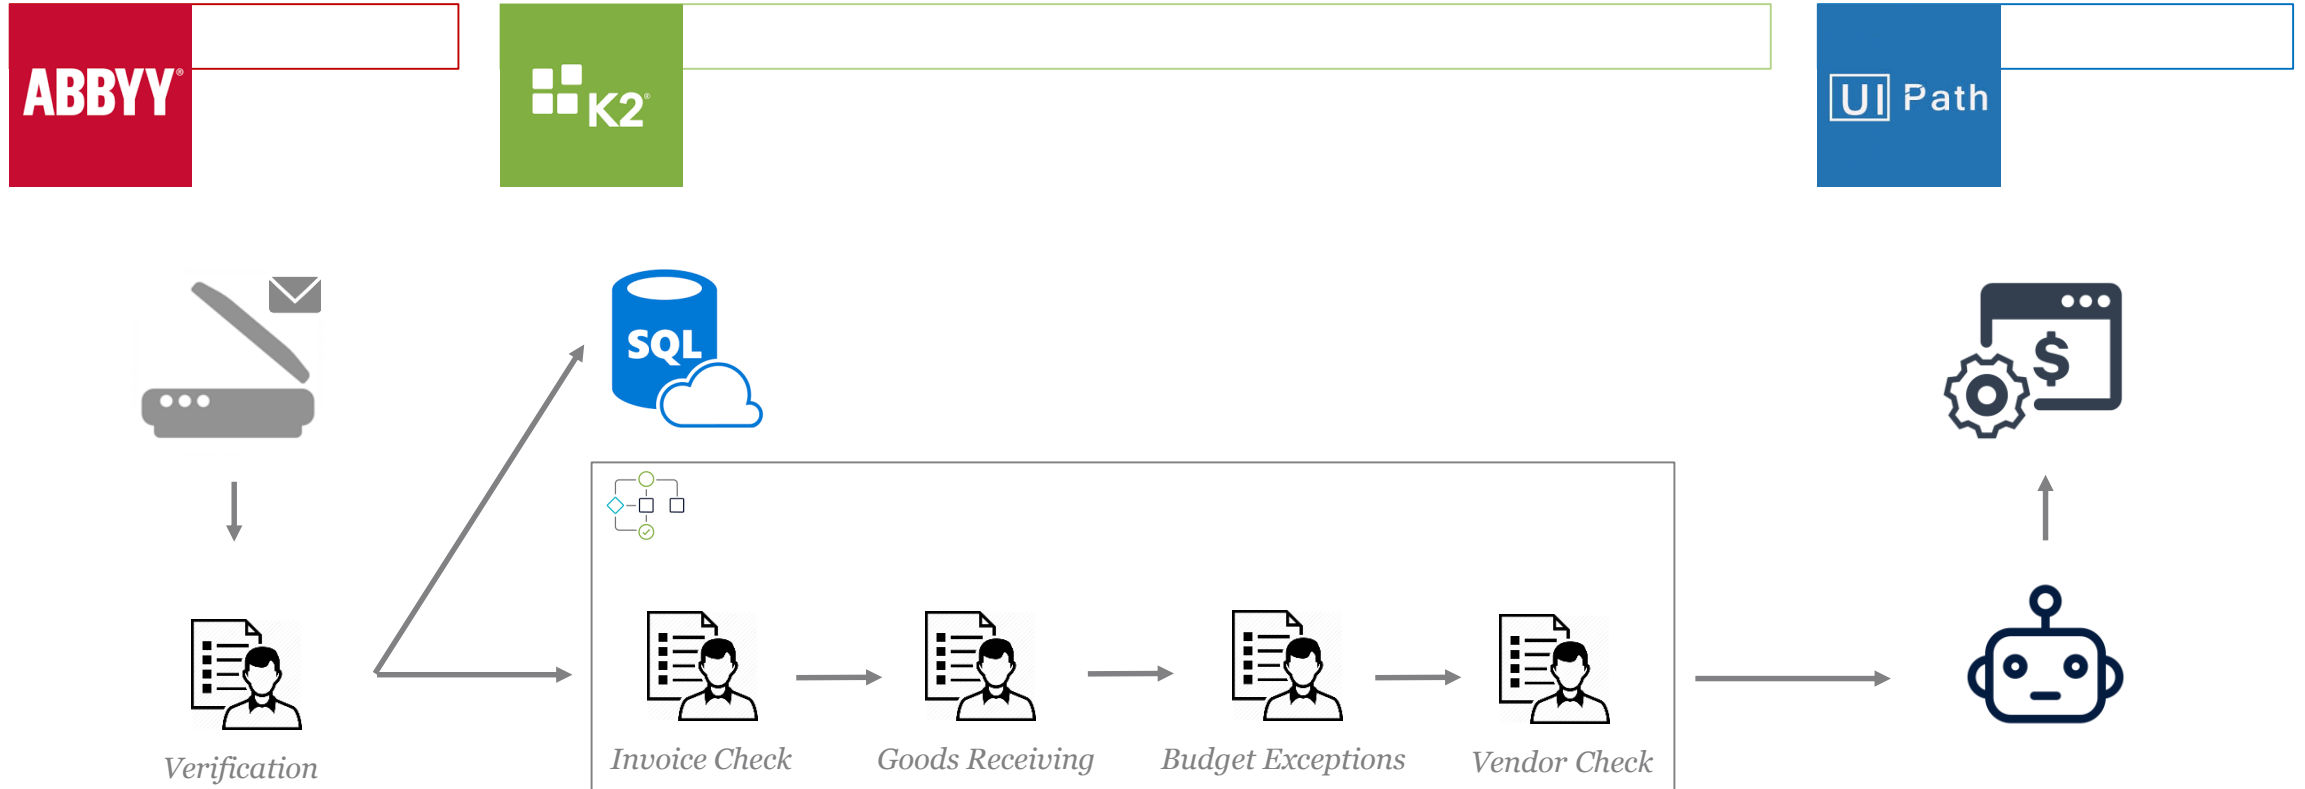 ABBYY®
K2®
UI Path
SQL
$
Verification
Invoice Check
Goods Receiving
Budget Exceptions
Vendor Check